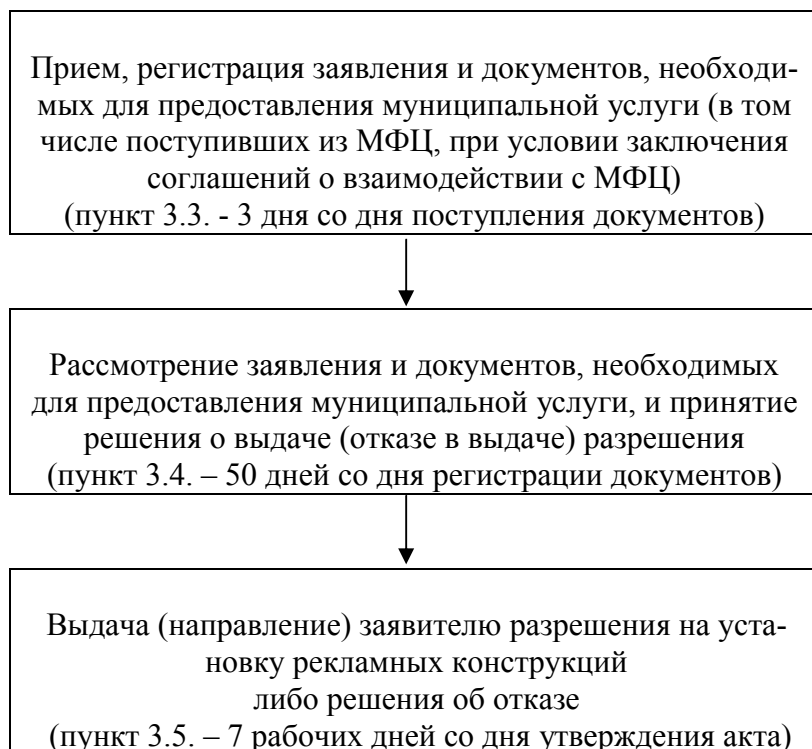 Прием, регистрация заявления и документов, необходи-
мых для предоставления муниципальной услуги (в том
числе поступивших из МФЦ, при условии заключения
соглашений о взаимодействии с МФЦ)
(пункт 3.3. - 3 дня со дня поступления документов)
Рассмотрение заявления и документов, необходимых
для предоставления муниципальной услуги, и принятие
решения о выдаче (отказе в выдаче) разрешения
(пункт 3.4. – 50 дней со дня регистрации документов)
Выдача (направление) заявителю разрешения на уста-
новку рекламных конструкций
либо решения об отказе
(пункт 3.5. – 7 рабочих дней со дня утверждения акта)